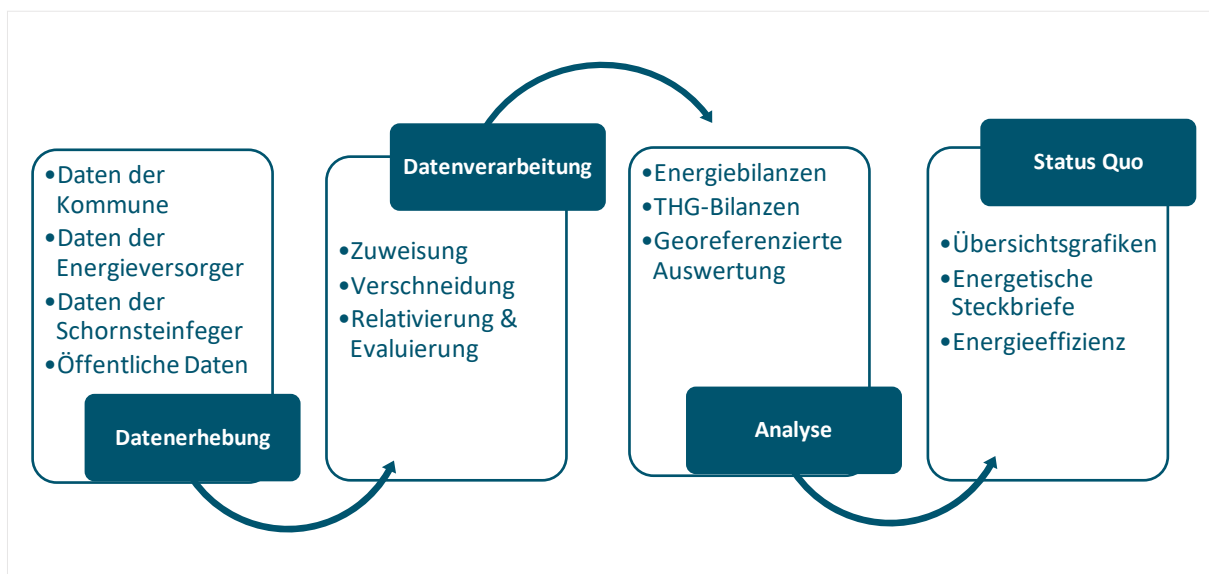 •Daten der
Kommune
•Daten der
Energieversorger
•Daten der
Schornsteinfeger
•Öffentliche Daten
Datenerhebung
Datenverarbeitung
•Zuweisung
•Verschneidung
•Relativierung &
Evaluierung
•Energiebilanzen
•THG-Bilanzen
•Georeferenzierte
Auswertung
Analyse
Status Quo
•Übersichtsgrafiken
•Energetische
Steckbriefe
•Energieeffizienz